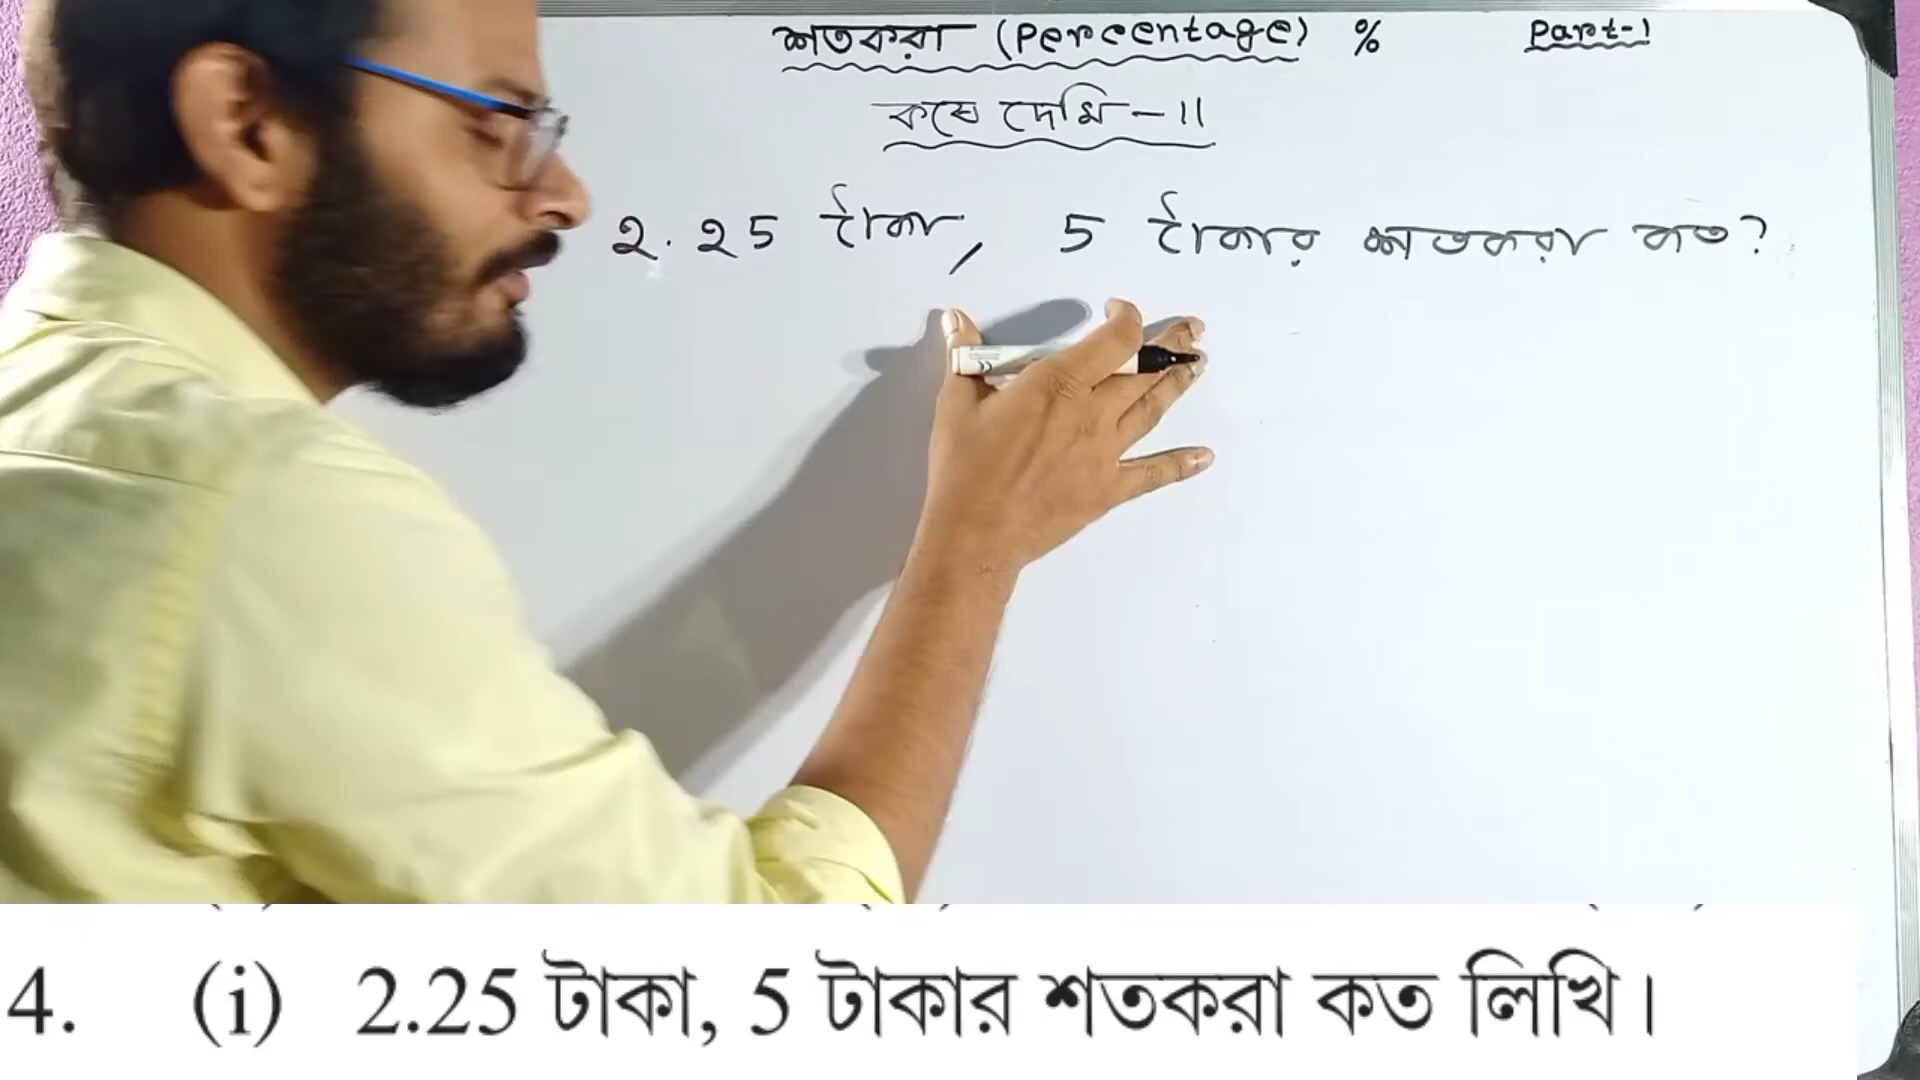 শতকরা (Percentage) % Part-1
কষে দেখি - 11
2.25 টাকা, 5 টাকার শতকরা কত?
4. (i) 2.25 টাকা, 5 টাকার শতকরা কত লিখি।